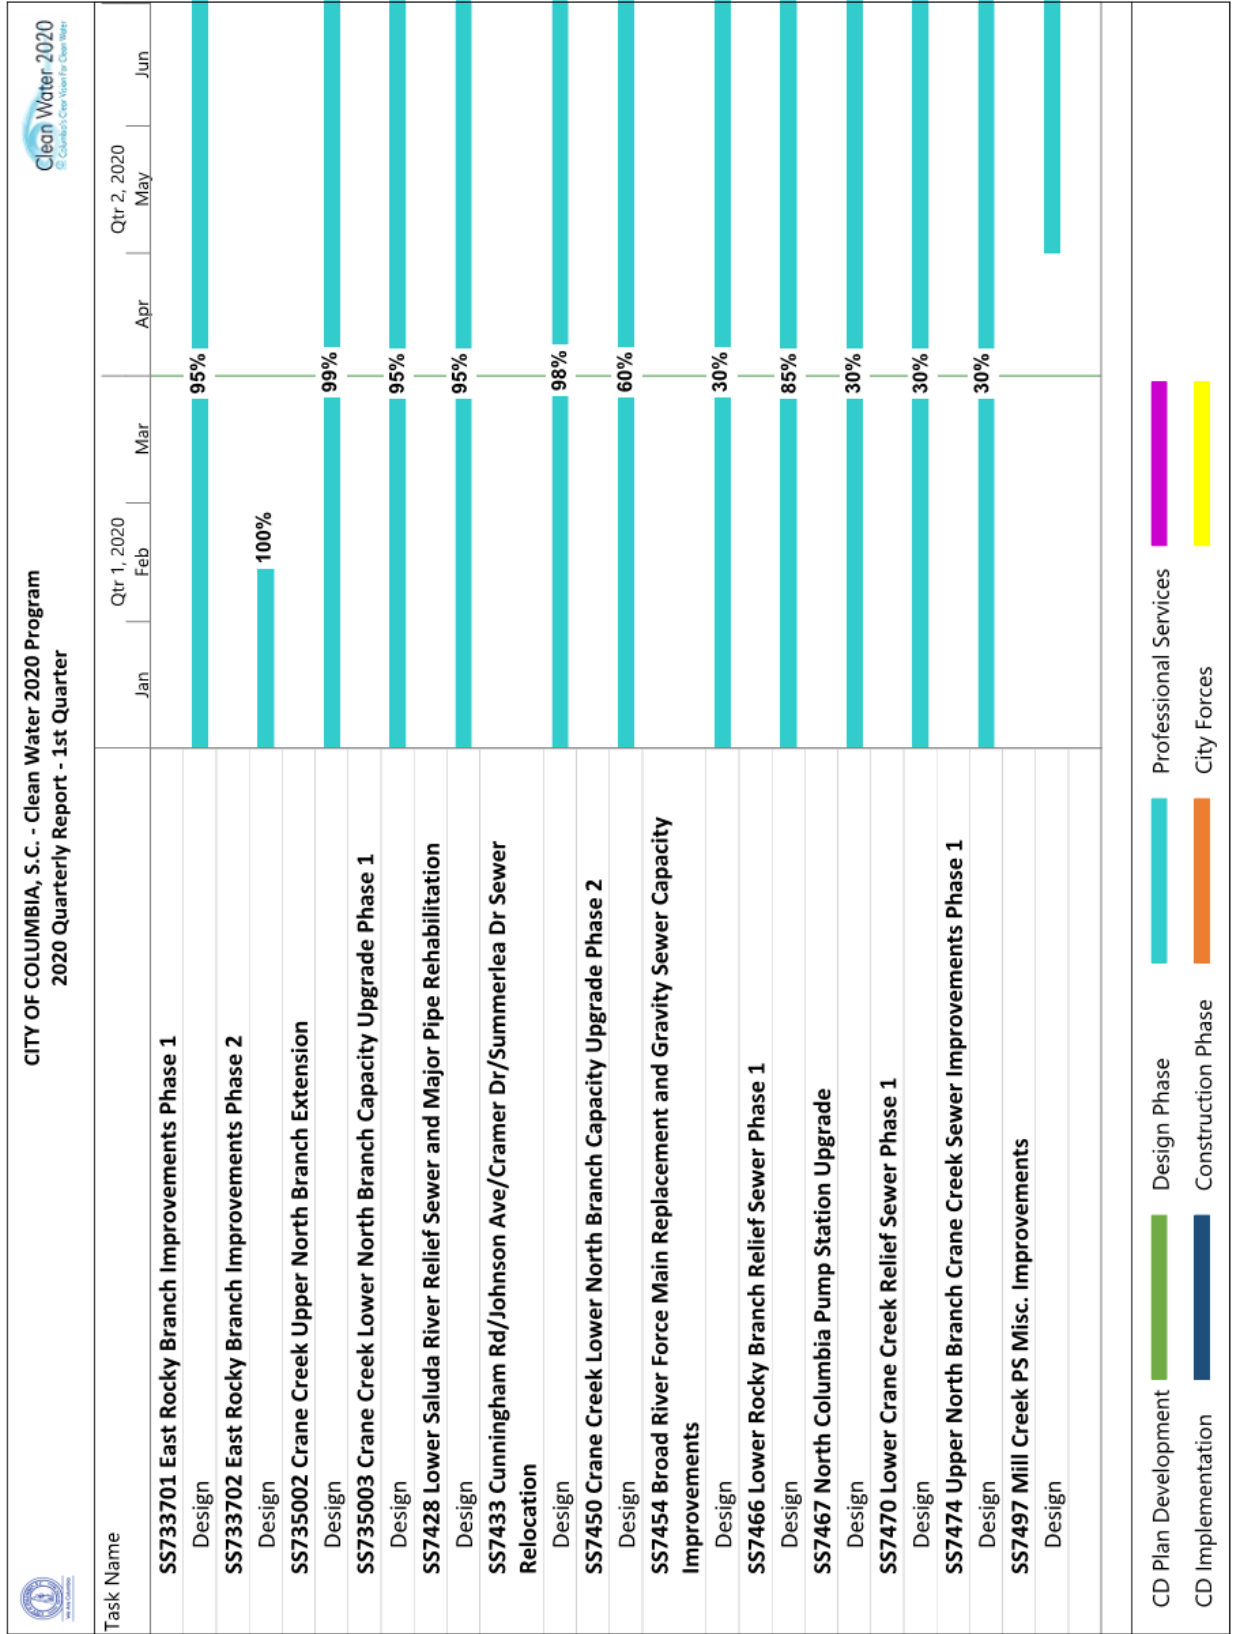 CITY OF COLUMBIA, S.C. - Clean Water 2020 Program
2020 Quarterly Report - 1st Quarter
We Are Columbia
Clean Water 2020
Columbia's Clear Vision For Clean Water
Task Name
Qtr 1, 2020
Qtr 2, 2020
Jan
Feb
Mar
Apr
May
Jun
SS733701 East Rocky Branch Improvements Phase 1
Design
95%
SS733702 East Rocky Branch Improvements Phase 2
Design
100%
SS735002 Crane Creek Upper North Branch Extension
Design
99%
SS735003 Crane Creek Lower North Branch Capacity Upgrade Phase 1
Design
95%
SS7428 Lower Saluda River Relief Sewer and Major Pipe Rehabilitation
Design
95%
SS7433 Cunningham Rd/Johnson Ave/Cramer Dr/Summerlea Dr Sewer
Relocation
Design
98%
SS7450 Crane Creek Lower North Branch Capacity Upgrade Phase 2
Design
60%
SS7454 Broad River Force Main Replacement and Gravity Sewer Capacity
Improvements
Design
30%
SS7466 Lower Rocky Branch Relief Sewer Phase 1
Design
85%
SS7467 North Columbia Pump Station Upgrade
Design
30%
SS7470 Lower Crane Creek Relief Sewer Phase 1
Design
30%
SS7474 Upper North Branch Crane Creek Sewer Improvements Phase 1
Design
30%
SS7497 Mill Creek PS Misc. Improvements
Design
CD Plan Development
Design Phase
Professional Services
CD Implementation
Construction Phase
City Forces